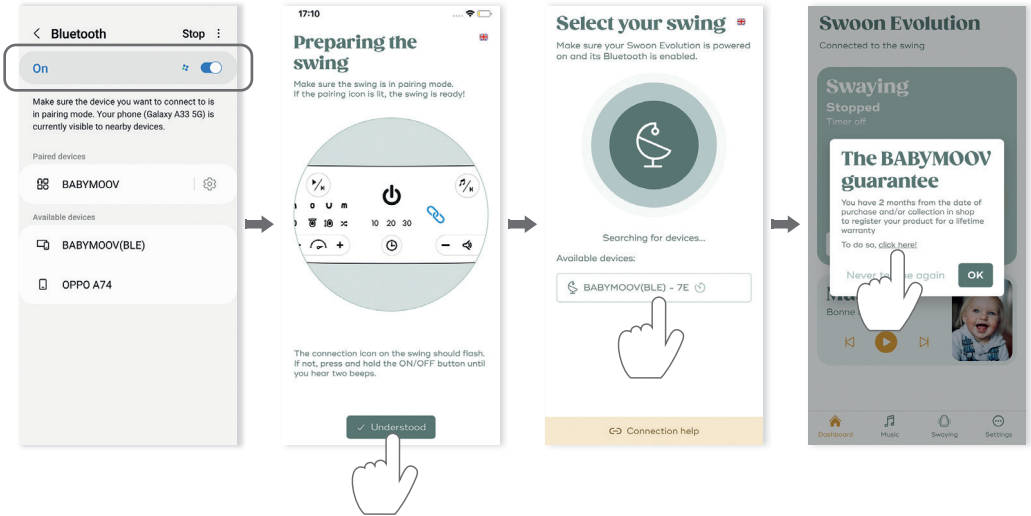 Bluetooth
Stop
On
Make sure the device you want to connect to is
in pairing mode. Your phone (Galaxy A33 5G) is
currently visible to nearby devices.
Paired devices
BABYMOOV
Available devices
BABYMOOV(BLE)
OPPO A74
17:10
Preparing the
swing
Make sure the swing is in pairing mode.
If the pairing icon is lit, the swing is ready!
10 20 30
The connection icon on the swing should flash.
If not, press and hold the ON/OFF button until
you hear two beeps.
✓ Understood
Select your swing
Make sure your Swoon Evolution is powered
on and its Bluetooth is enabled.
Searching for devices...
Available devices:
BABYMOOV(BLE) - 7E
Connection help
Swoon Evolution
Connected to the swing
Swaying
Stopped
Timer off
The BABYMOOV
guarantee
You have 2 months from the date of
purchase and/or collection in shop
to register your product for a lifetime
warranty
To do so, click here!
Never again
OK
Bonne
Dashboard
Music
Swaying
Settings